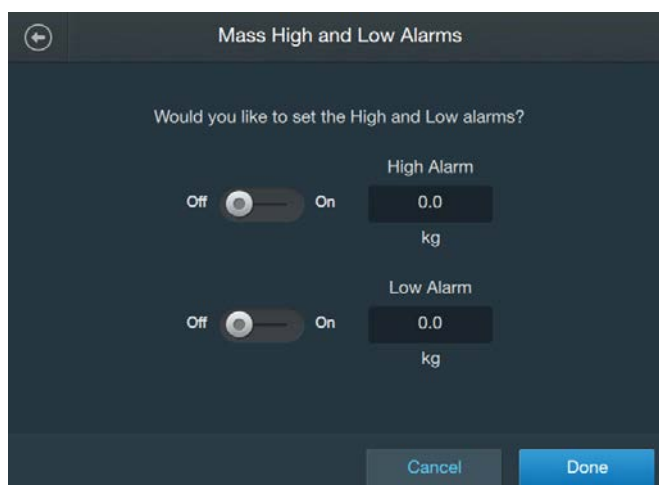 Mass High and Low Alarms
Would you like to set the High and Low alarms?
High Alarm
Off On 0.0
kg
Low Alarm
Off On 0.0
kg
Cancel Done